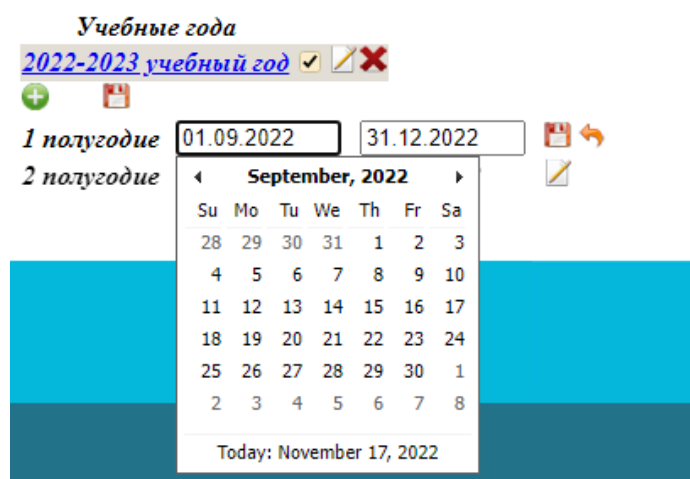 Учебные года
2022-2023 учебный год
1 полугодие 01.09.2022 31.12.2022
2 полугодие
September, 2022
Su Mo Tu We Th Fr Sa
28 29 30 31 1 2 3
4 5 6 7 8 9 10
11 12 13 14 15 16 17
18 19 20 21 22 23 24
25 26 27 28 29 30 1
2 3 4 5 6 7 8
Today: November 17, 2022